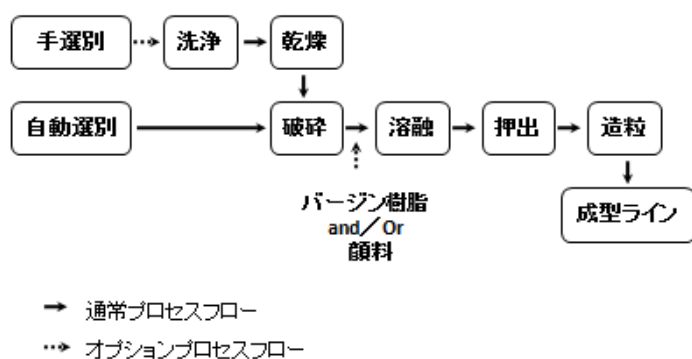 手選別
洗浄
乾燥
自動選別
破砕
溶融
押出
造粒
バージン樹脂
and／Or
顔料
成型ライン
通常プロセスフロー
オプションプロセスフロー